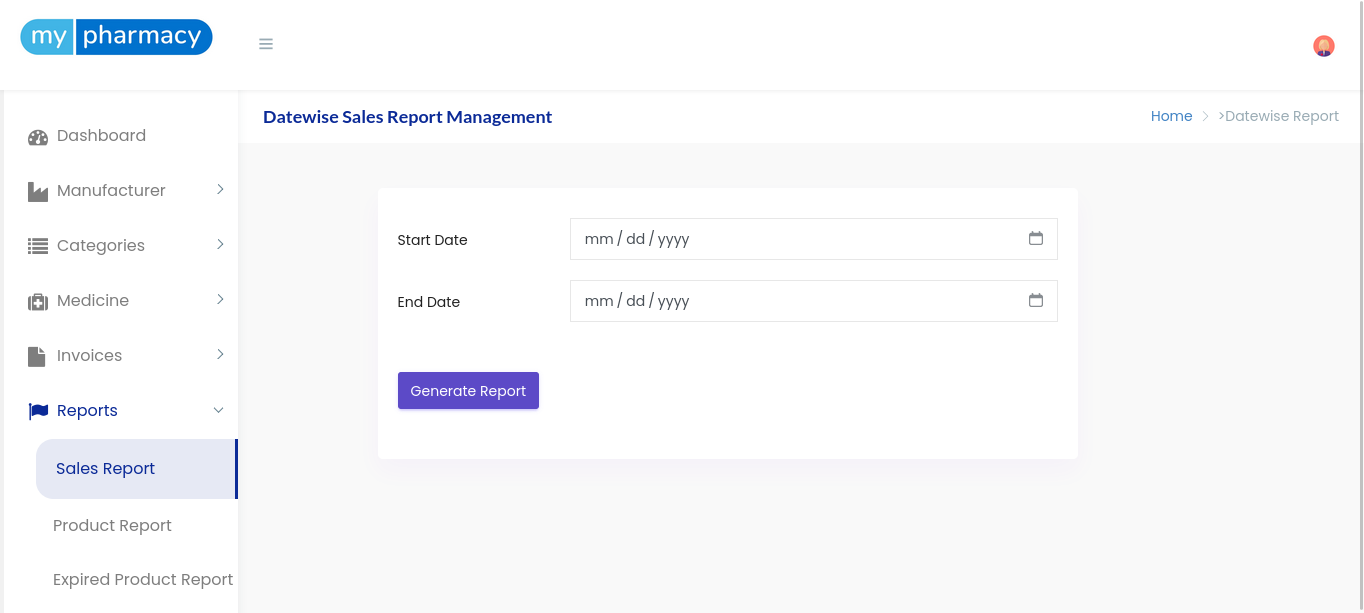 my pharmacy
Datewise Sales Report Management
Home >Datewise Report
Dashboard
Manufacturer
Categories
Medicine
Invoices
Reports
Sales Report
Product Report
Expired Product Report
Start Date
mm / dd / yyyy
End Date
mm / dd / yyyy
Generate Report